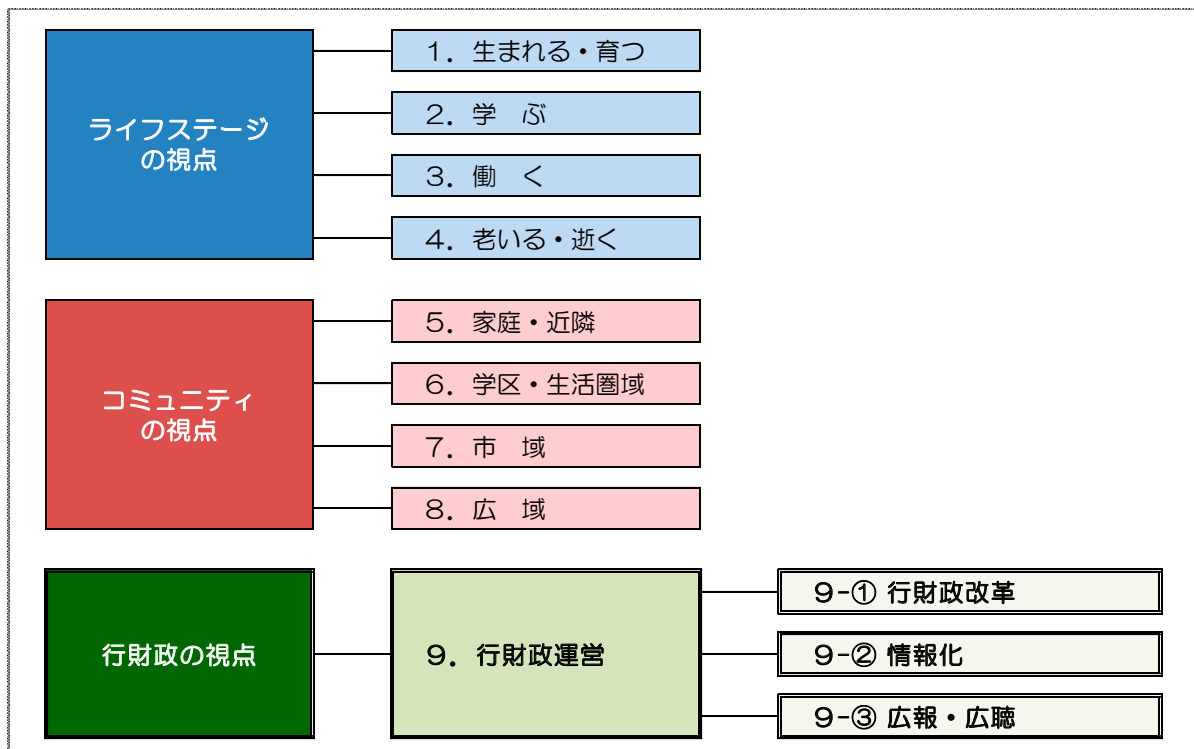 ライフステージ
の視点
１．生まれる・育つ
２．学　ぶ
３．働　く
４．老いる・逝く
コミュニティ
の視点
５．家庭・近隣
６．学区・生活圏域
７．市　域
８．広　域
行財政の視点
９．行財政運営
９-① 行財政改革
９-② 情報化
９-③ 広報・広聴